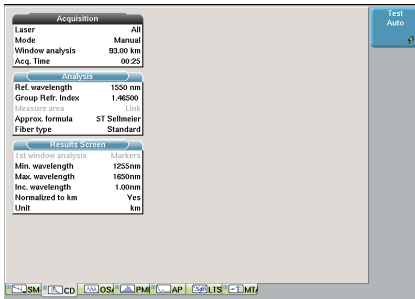 Acquisition
Laser All
Mode Manual
Window analysis 93.00 km
Acq. Time 00:25
Analysis
Ref. wavelength 1550 nm
Group Refr. Index 1.46500
Measure area Link
Approx. formula 5T Sellmeier
Fiber type Standard
Results Screen
1st window analysis Markers
Min. wavelength 1255nm
Max. wavelength 1650nm
Inc. wavelength 1.00nm
Normalized to km Yes
Unit km
Test
Auto
SM CD OSA PM AP LTS MTA